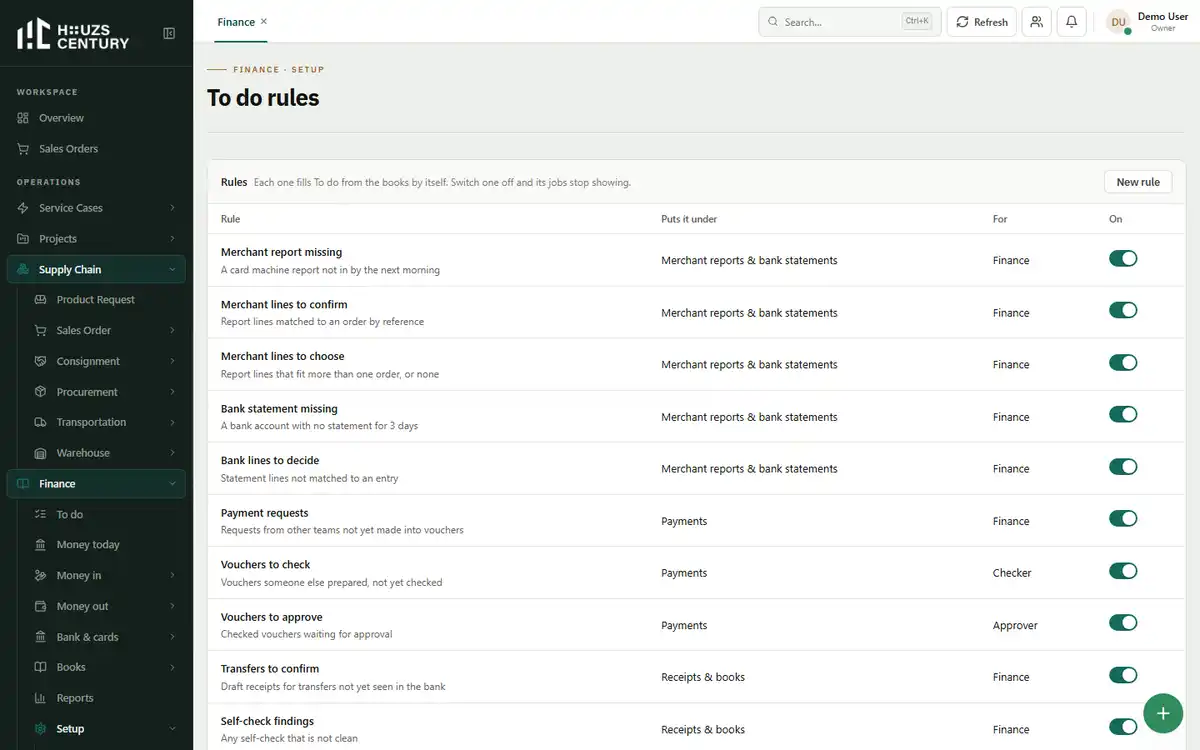 HOUZS
CENTURY
WORKSPACE
Overview
Sales Orders
OPERATIONS
Service Cases
Projects
Supply Chain
Product Request
Sales Order
Consignment
Procurement
Transportation
Warehouse
Finance
To do
Money today
Money in
Money out
Bank & cards
Books
Reports
Setup
Finance ×
Search...
Ctrl+K
Refresh
DU
Demo User
Owner
FINANCE · SETUP
To do rules
Rules Each one fills To do from the books by itself. Switch one off and its jobs stop showing.
New rule
Rule Puts it under For On
Merchant report missing
A card machine report not in by the next morning
Merchant reports & bank statements
Finance
Merchant lines to confirm
Report lines matched to an order by reference
Merchant reports & bank statements
Finance
Merchant lines to choose
Report lines that fit more than one order, or none
Merchant reports & bank statements
Finance
Bank statement missing
A bank account with no statement for 3 days
Merchant reports & bank statements
Finance
Bank lines to decide
Statement lines not matched to an entry
Merchant reports & bank statements
Finance
Payment requests
Requests from other teams not yet made into vouchers
Payments
Finance
Vouchers to check
Vouchers someone else prepared, not yet checked
Payments
Checker
Vouchers to approve
Checked vouchers waiting for approval
Payments
Approver
Transfers to confirm
Draft receipts for transfers not yet seen in the bank
Receipts & books
Finance
Self-check findings
Any self-check that is not clean
Receipts & books
Finance